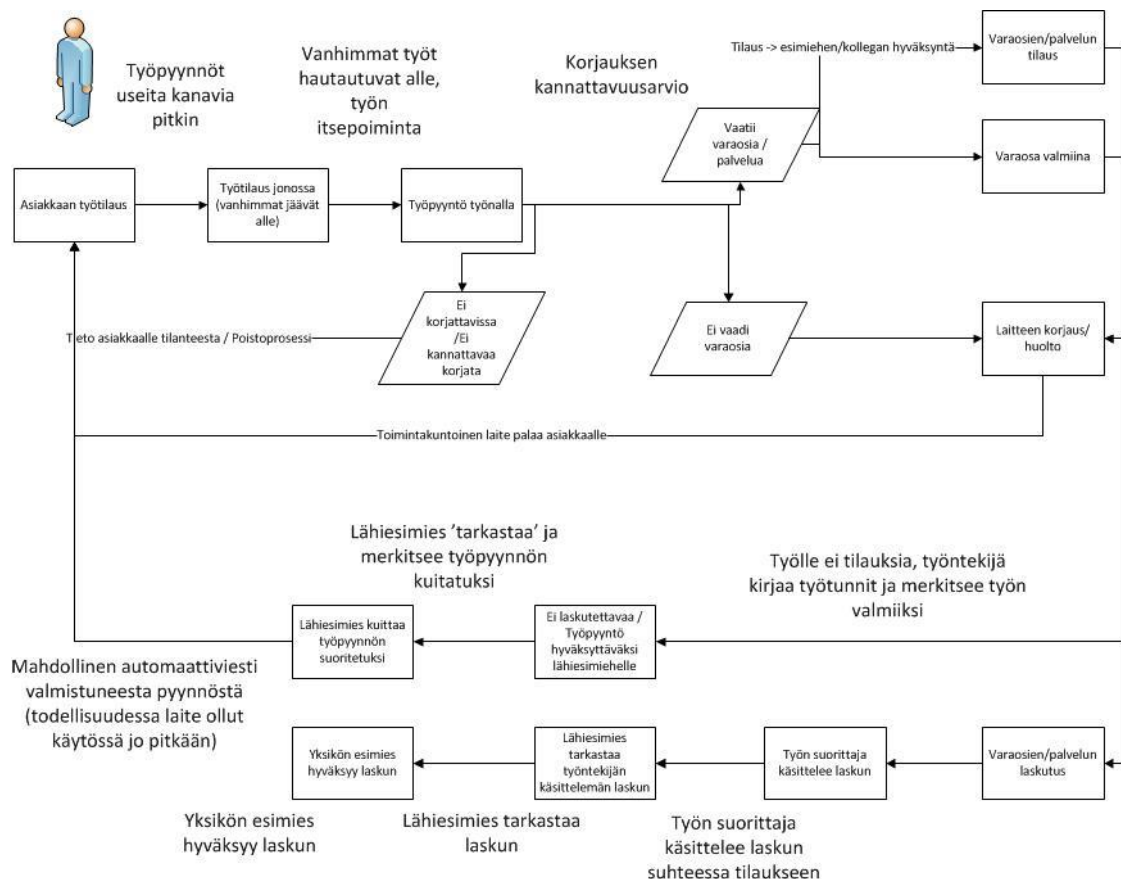 Työpyynnöt
useita kanavia
pitkin
Vanhimmat työt
hautautuvat alle,
työn
itsepoiminta
Korjauksen
kannattavuusarvio
Tilaus -> esimiehen/kollegan hyväksyntä
Varaosien/palvelun
tilaus
Vaatii
varaosia /
palvelua
Varaosa valmiina
Asiakkaan työtilaus
Työtilaus jonossa
(vanhimmat jäävät
alle)
Työpyyntö työnalla
Ei
korjattavissa
/Ei
kannattavaa
korjata
Tieto asiakkaalle tilanteesta / Poistoprosessi
Ei vaadi
varaosia
Laitteen korjaus/
huolto
Toimintakuntoinen laite palaa asiakkaalle
Lähiesimies ’tarkastaa’ ja
merkitsee työpyynnön
kuitatuksi
Työlle ei tilauksia, työntekijä
kirjaa työtunnit ja merkitsee työn
valmiiksi
Lähiesimies kuittaa
työpyynnön
suoritetuksi
Ei laskutettavaa /
Työpyyntö
hyväksyttäväksi
lähiesimiehelle
Mahdollinen automaattiviesti
valmistuneesta pyynnöstä
(todellisuudessa laite ollut
käytössä jo pitkään)
Yksikön esimies
hyväksyy laskun
Lähiesimies
tarkastaa
työntekijän
käsittelemän laskun
Työn suorittaja
käsittelee laskun
Varaosien/palvelun
laskutus
Yksikön esimies
hyväksyy laskun
Lähiesimies tarkastaa
laskun
Työn suorittaja
käsittelee laskun
suhteessa tilaukseen